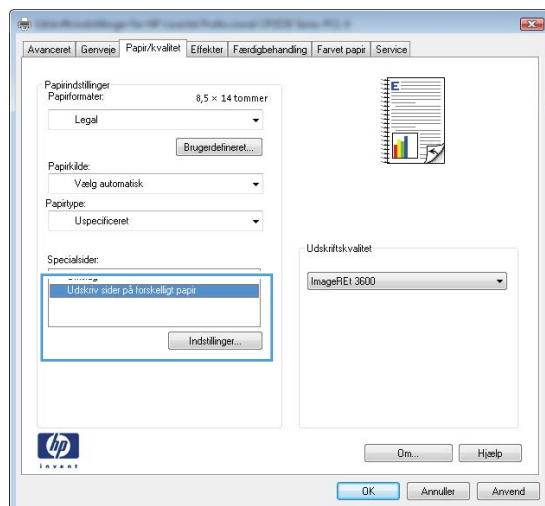 Avanceret Genveje Papir/kvalitet Effekter Færdigbehandling Farvet papir Service
Papirindstillinger
Papirformater: 8,5 × 14 tommer
Legal
Brugerdefineret...
Papirkilde:
Vælg automatisk
Papirtype:
Uspecificeret
Specialsider:
Udskriv sider på forskelligt papir
Indstillinger...
E
Udskriftskvalitet
ImageREt 3600
hp
invent
Om... Hjælp
OK Annuller Anvend